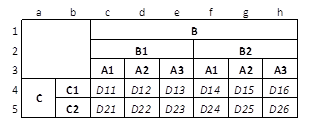 a b c d e f g h
1 B
2 B1 B2
3 A1 A2 A3 A1 A2 A3
4 C C1 D11 D12 D13 D14 D15 D16
5 C2 D21 D22 D23 D24 D25 D26